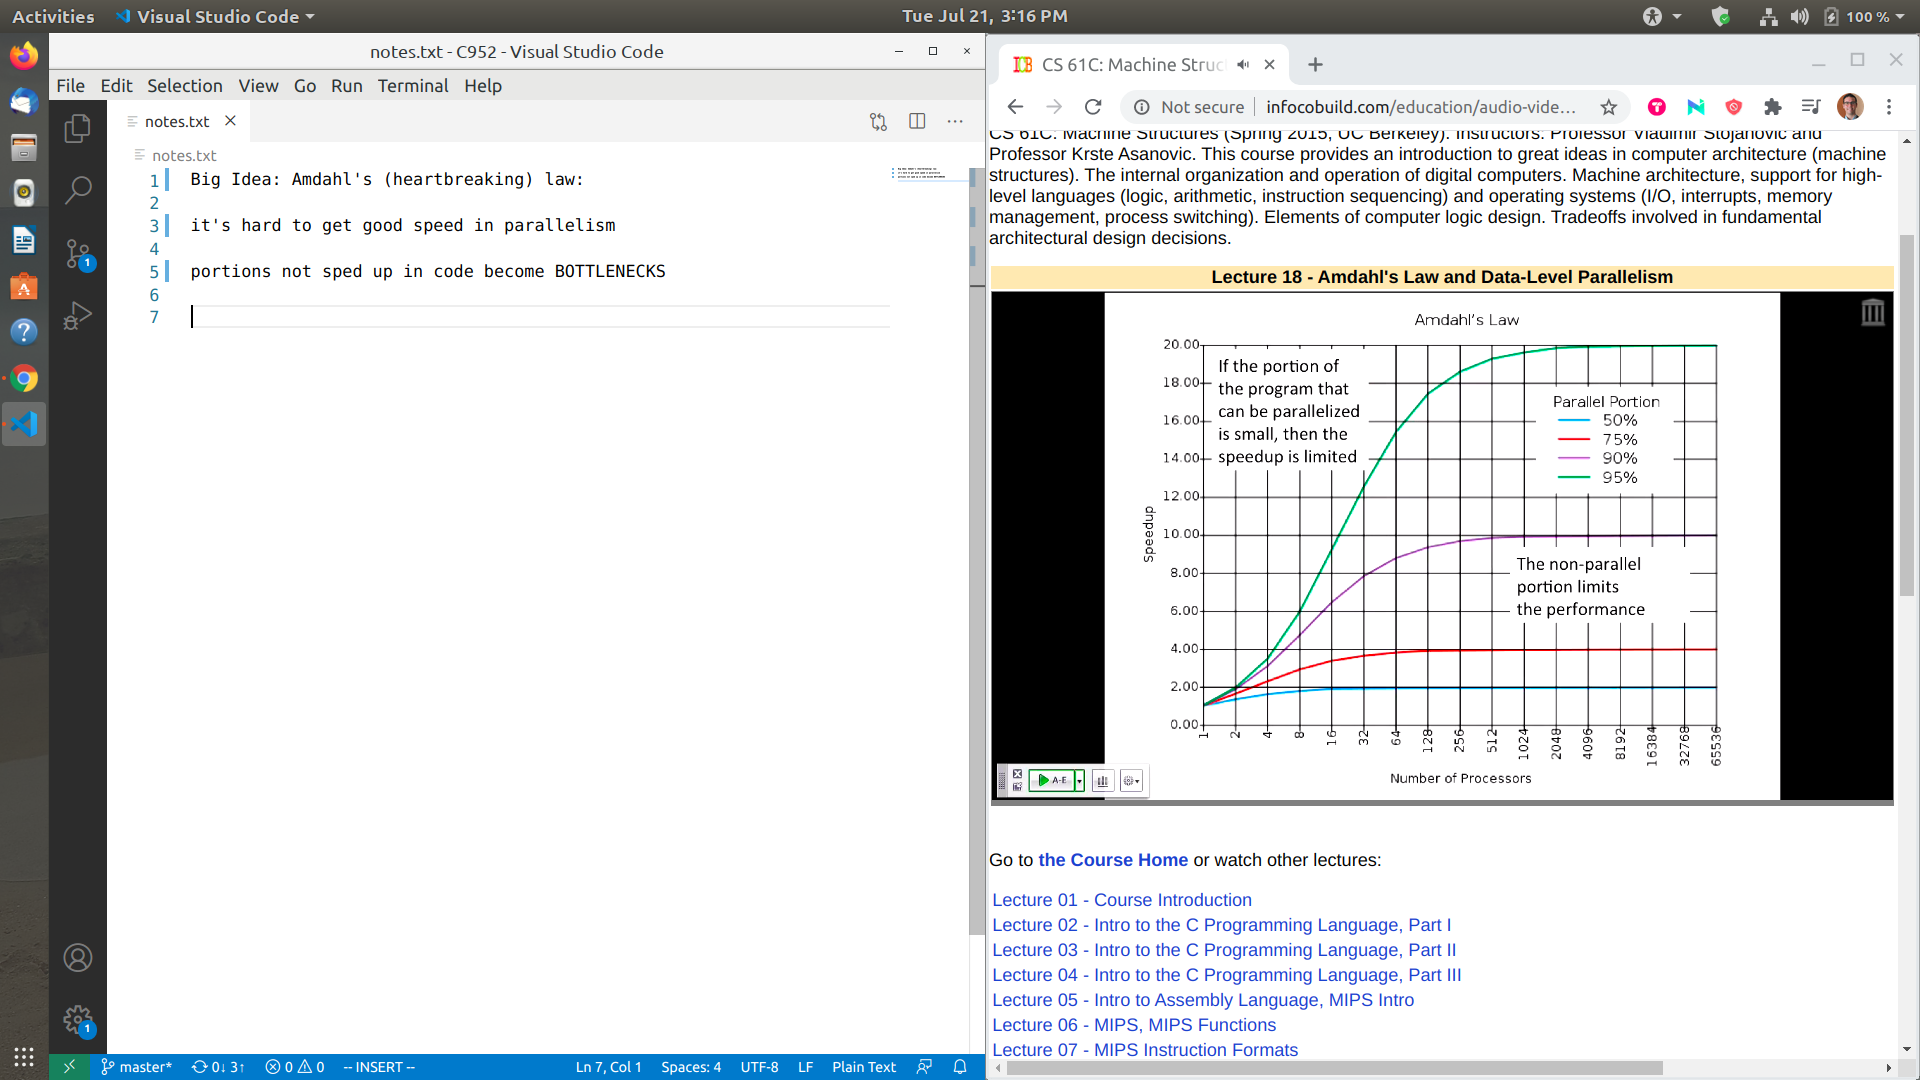 Activities
Visual Studio Code
Tue Jul 21, 3:16 PM
100 %
notes.txt - C952 - Visual Studio Code
File Edit Selection View Go Run Terminal Help
notes.txt
notes.txt
1 Big Idea: Amdahl's (heartbreaking) law:
2
3 it's hard to get good speed in parallelism
4
5 portions not sped up in code become BOTTLENECKS
6
7
1
1
master*
0↓ 3↑
0 0
-- INSERT --
Ln 7, Col 1
Spaces: 4
UTF-8
LF
Plain Text
CS 61C: Machine Struc
Not secure
infocobuild.com/education/audio-vide...
CS 61C: Machine Structures (Spring 2015, UC Berkeley). Instructors: Professor Vladimir Stojanovic and
Professor Krste Asanovic. This course provides an introduction to great ideas in computer architecture (machine
structures). The internal organization and operation of digital computers. Machine architecture, support for high-
level languages (logic, arithmetic, instruction sequencing) and operating systems (I/O, interrupts, memory
management, process switching). Elements of computer logic design. Tradeoffs involved in fundamental
architectural design decisions.
Lecture 18 - Amdahl's Law and Data-Level Parallelism
Amdahl's Law
If the portion of
the program that
can be parallelized
is small, then the
speedup is limited
Parallel Portion
50%
75%
90%
95%
The non-parallel
portion limits
the performance
Speedup
20.00
18.00
16.00
14.00
12.00
10.00
8.00
6.00
4.00
2.00
0.00
1 2 4 8 16 32 64 128 256 512 1024 2048 4096 8192 16384 32768 65536
Number of Processors
A-E
Go to the Course Home or watch other lectures:
Lecture 01 - Course Introduction
Lecture 02 - Intro to the C Programming Language, Part I
Lecture 03 - Intro to the C Programming Language, Part II
Lecture 04 - Intro to the C Programming Language, Part III
Lecture 05 - Intro to Assembly Language, MIPS Intro
Lecture 06 - MIPS, MIPS Functions
Lecture 07 - MIPS Instruction Formats